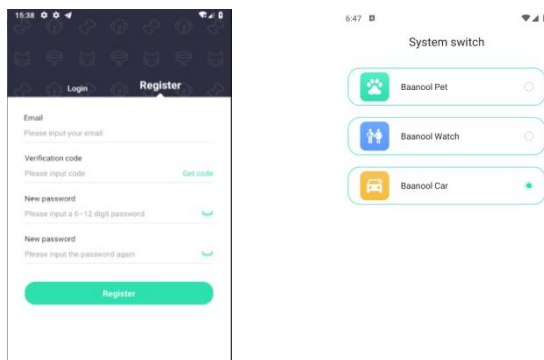 15:38
Login
Register
Email
Please input your email
Verification code
Please input code
Get code
New password
Please input a 6-12 digit password
New password
Please input the password again
Register
6:47
System switch
Baanool Pet
Baanool Watch
Baanool Car